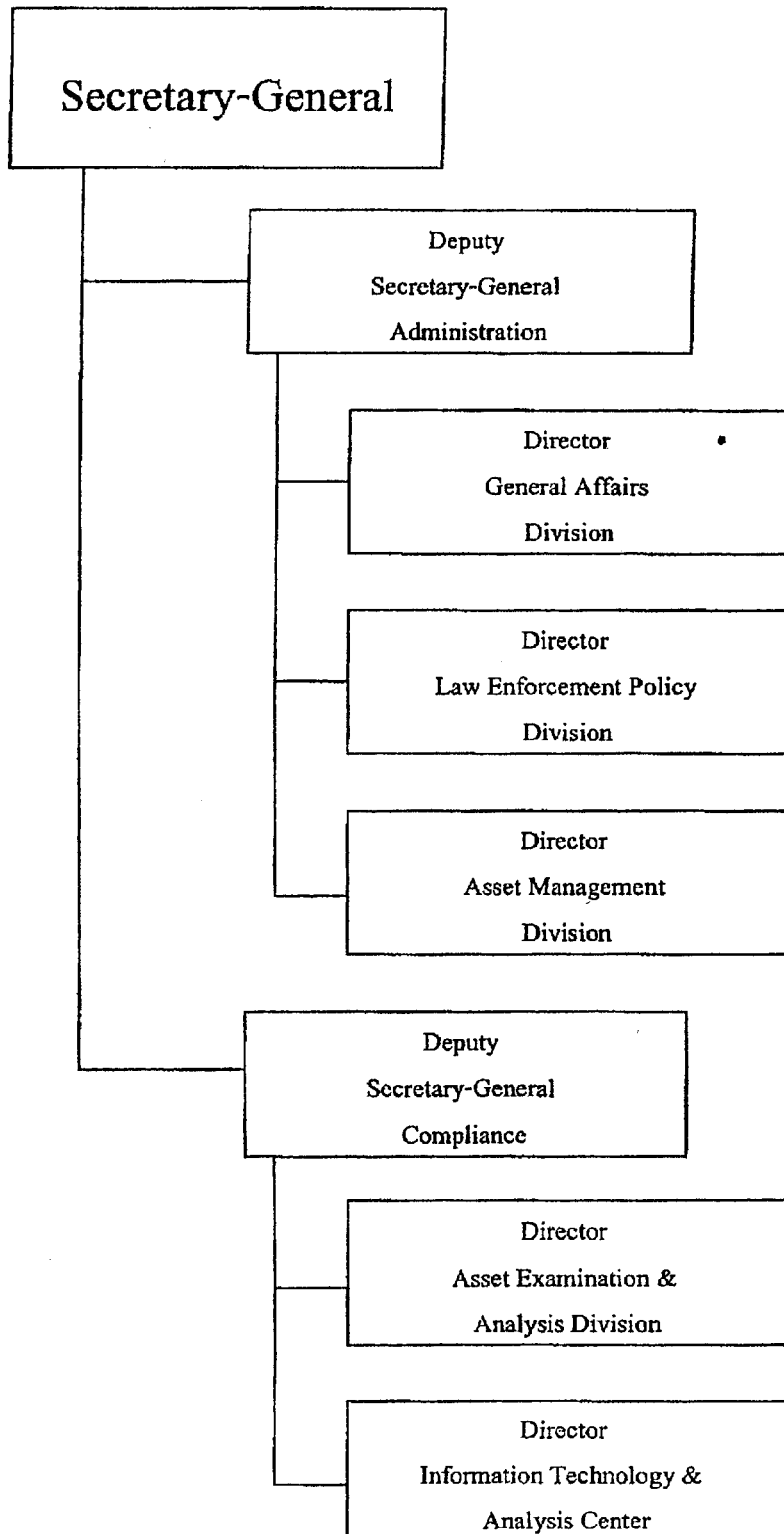 Secretary-General
Deputy
Secretary-General
Administration
Director
General Affairs
Division
Director
Law Enforcement Policy
Division
Director
Asset Management
Division
Deputy
Secretary-General
Compliance
Director
Asset Examination &
Analysis Division
Director
Information Technology &
Analysis Center